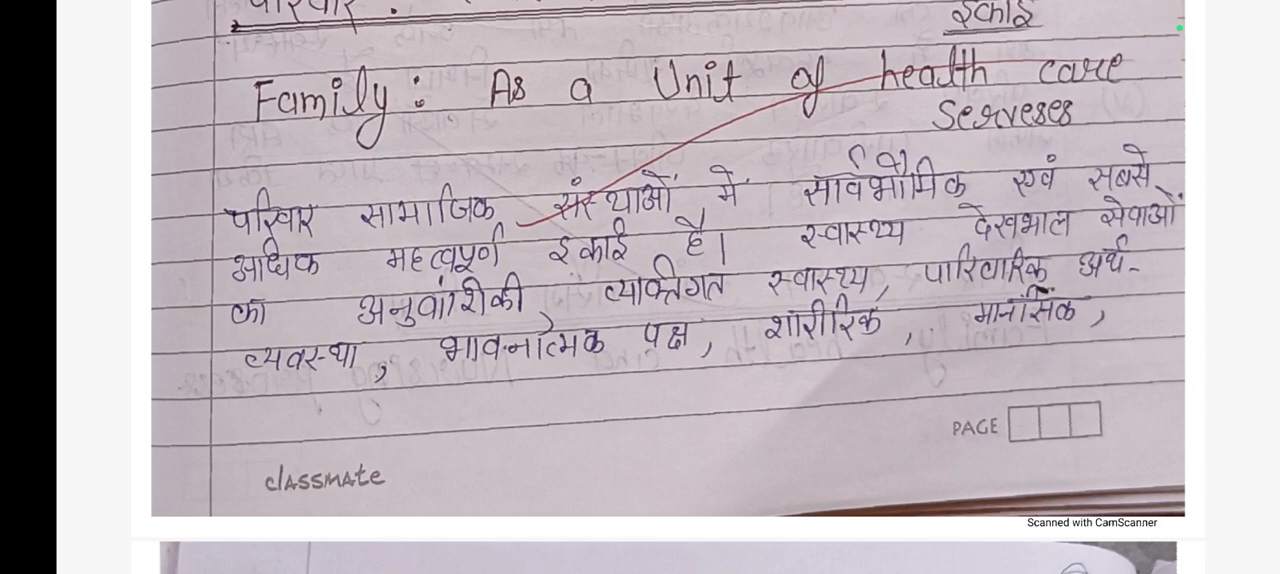 परिवार :
इकाई
Family : As a Unit of health care
Serveses
परिवार सामाजिक संस्थाओं में सार्वभौमिक एवं सबसे
अधिक महत्वपूर्ण इकाई है। स्वास्थ्य देखभाल सेवाओं
का अनुवांशिकी, व्यक्तिगत स्वास्थ्य, पारिवारिक अर्थ-
व्यवस्था, भावनात्मक पक्ष, शारीरिक, मानसिक,
PAGE
classmate
Scanned with CamScanner